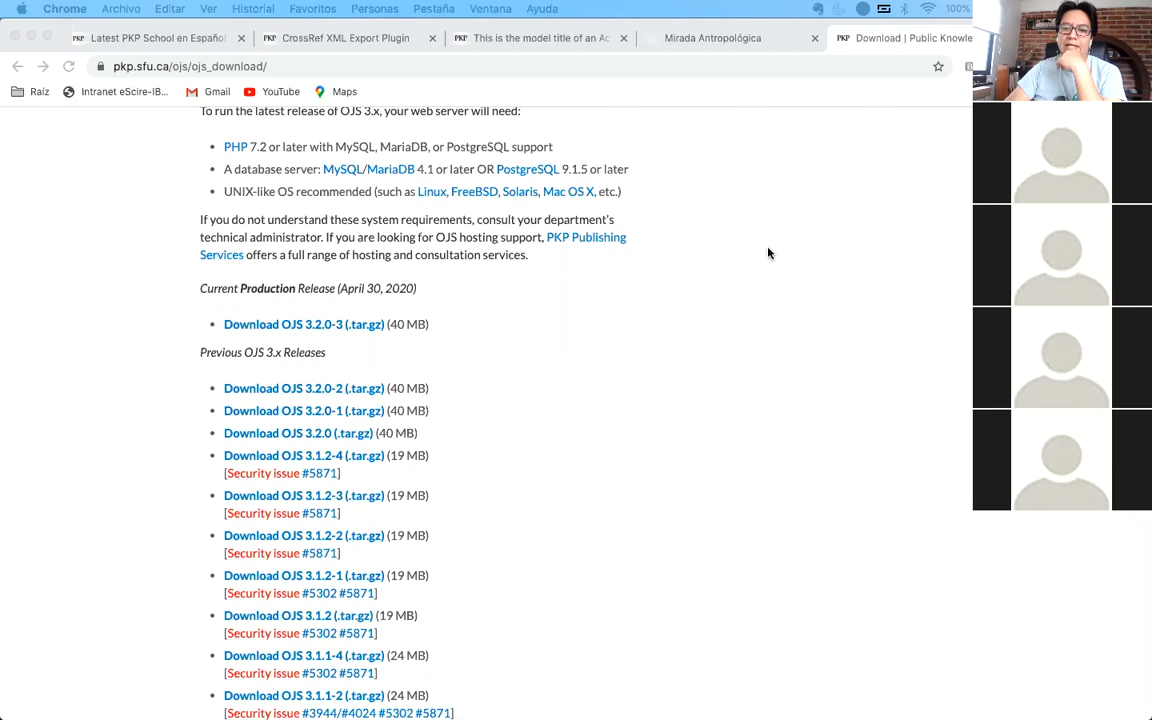 Chrome Archivo Editar Ver Historial Favoritos Personas Pestaña Ventana Ayuda 100%
PKP Latest PKP School en Español PKP CrossRef XML Export Plugin PKP This is the model title of an Ac Mirada Antropológica PKP Download | Public Knowle
pkp.sfu.ca/ojs/ojs_download/
Raíz Intranet eScire-IB... Gmail YouTube Maps
To run the latest release of OJS 3.x, your web server will need:
• PHP 7.2 or later with MySQL, MariaDB, or PostgreSQL support
• A database server: MySQL/MariaDB 4.1 or later OR PostgreSQL 9.1.5 or later
• UNIX-like OS recommended (such as Linux, FreeBSD, Solaris, Mac OS X, etc.)
If you do not understand these system requirements, consult your department's
technical administrator. If you are looking for OJS hosting support, PKP Publishing
Services offers a full range of hosting and consultation services.
Current Production Release (April 30, 2020)
• Download OJS 3.2.0-3 (.tar.gz) (40 MB)
Previous OJS 3.x Releases
• Download OJS 3.2.0-2 (.tar.gz) (40 MB)
• Download OJS 3.2.0-1 (.tar.gz) (40 MB)
• Download OJS 3.2.0 (.tar.gz) (40 MB)
• Download OJS 3.1.2-4 (.tar.gz) (19 MB)
[Security issue #5871]
• Download OJS 3.1.2-3 (.tar.gz) (19 MB)
[Security issue #5871]
• Download OJS 3.1.2-2 (.tar.gz) (19 MB)
[Security issue #5871]
• Download OJS 3.1.2-1 (.tar.gz) (19 MB)
[Security issue #5302 #5871]
• Download OJS 3.1.2 (.tar.gz) (19 MB)
[Security issue #5302 #5871]
• Download OJS 3.1.1-4 (.tar.gz) (24 MB)
[Security issue #5302 #5871]
• Download OJS 3.1.1-2 (.tar.gz) (24 MB)
[Security issue #3944/#4024 #5302 #5871]